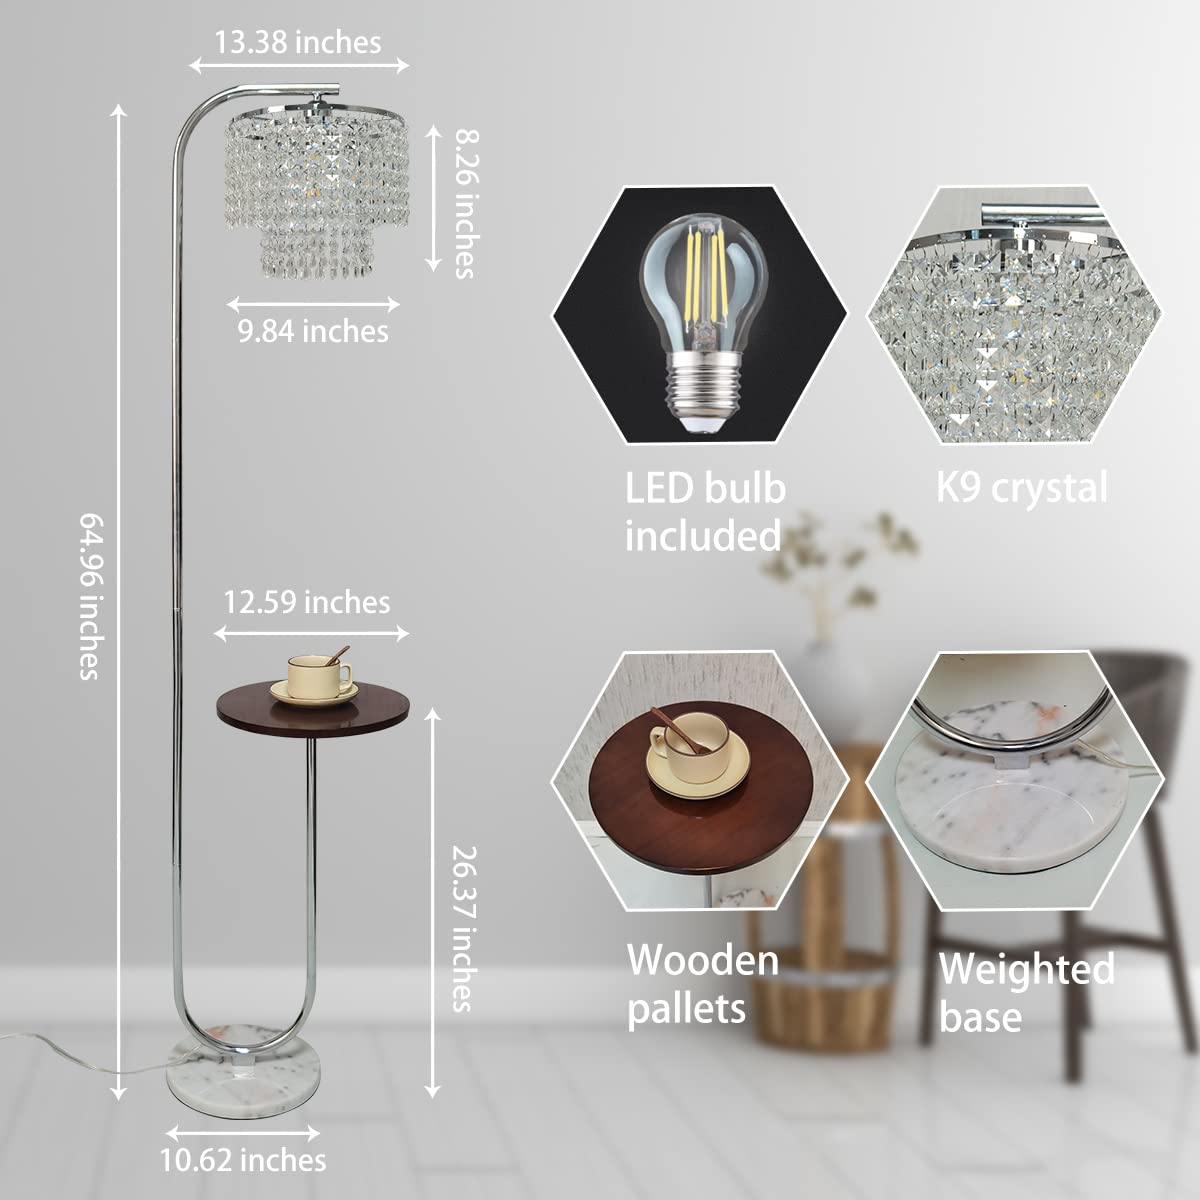 13.38 inches
8.26 inches
9.84 inches
64.96 inches
12.59 inches
26.37 inches
10.62 inches
LED bulb
included
K9 crystal
Wooden
pallets
Weighted
base